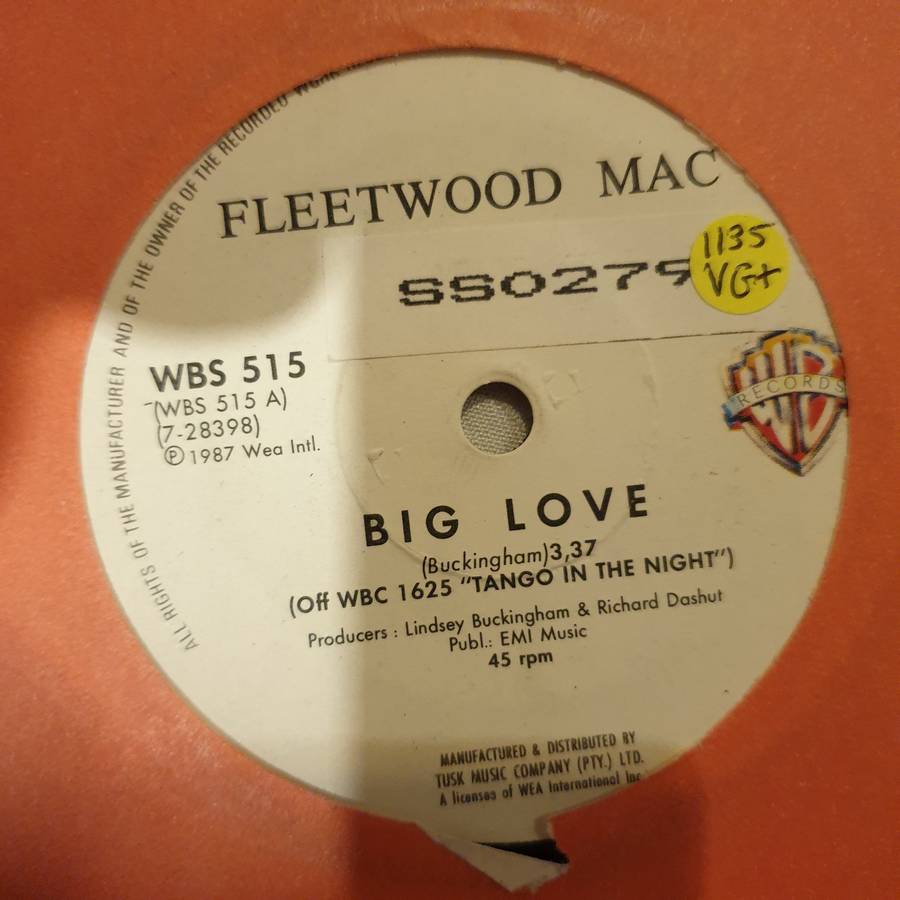 ALL RIGHTS OF THE MANUFACTURER AND OF THE OWNER OF THE RECORDED WORK
FLEETWOOD MAC
SS0279
1135
VG+
WBS 515
(WBS 515 A)
(7-28398)
℗ 1987 Wea Intl.
WB
RECORDS
BIG LOVE
(Buckingham)3,37
(Off WBC 1625 "TANGO IN THE NIGHT")
Producers : Lindsey Buckingham & Richard Dashut
Publ.: EMI Music
45 rpm
MANUFACTURED & DISTRIBUTED BY
TUSK MUSIC COMPANY (PTY.) LTD.
A licensee of WEA International Inc